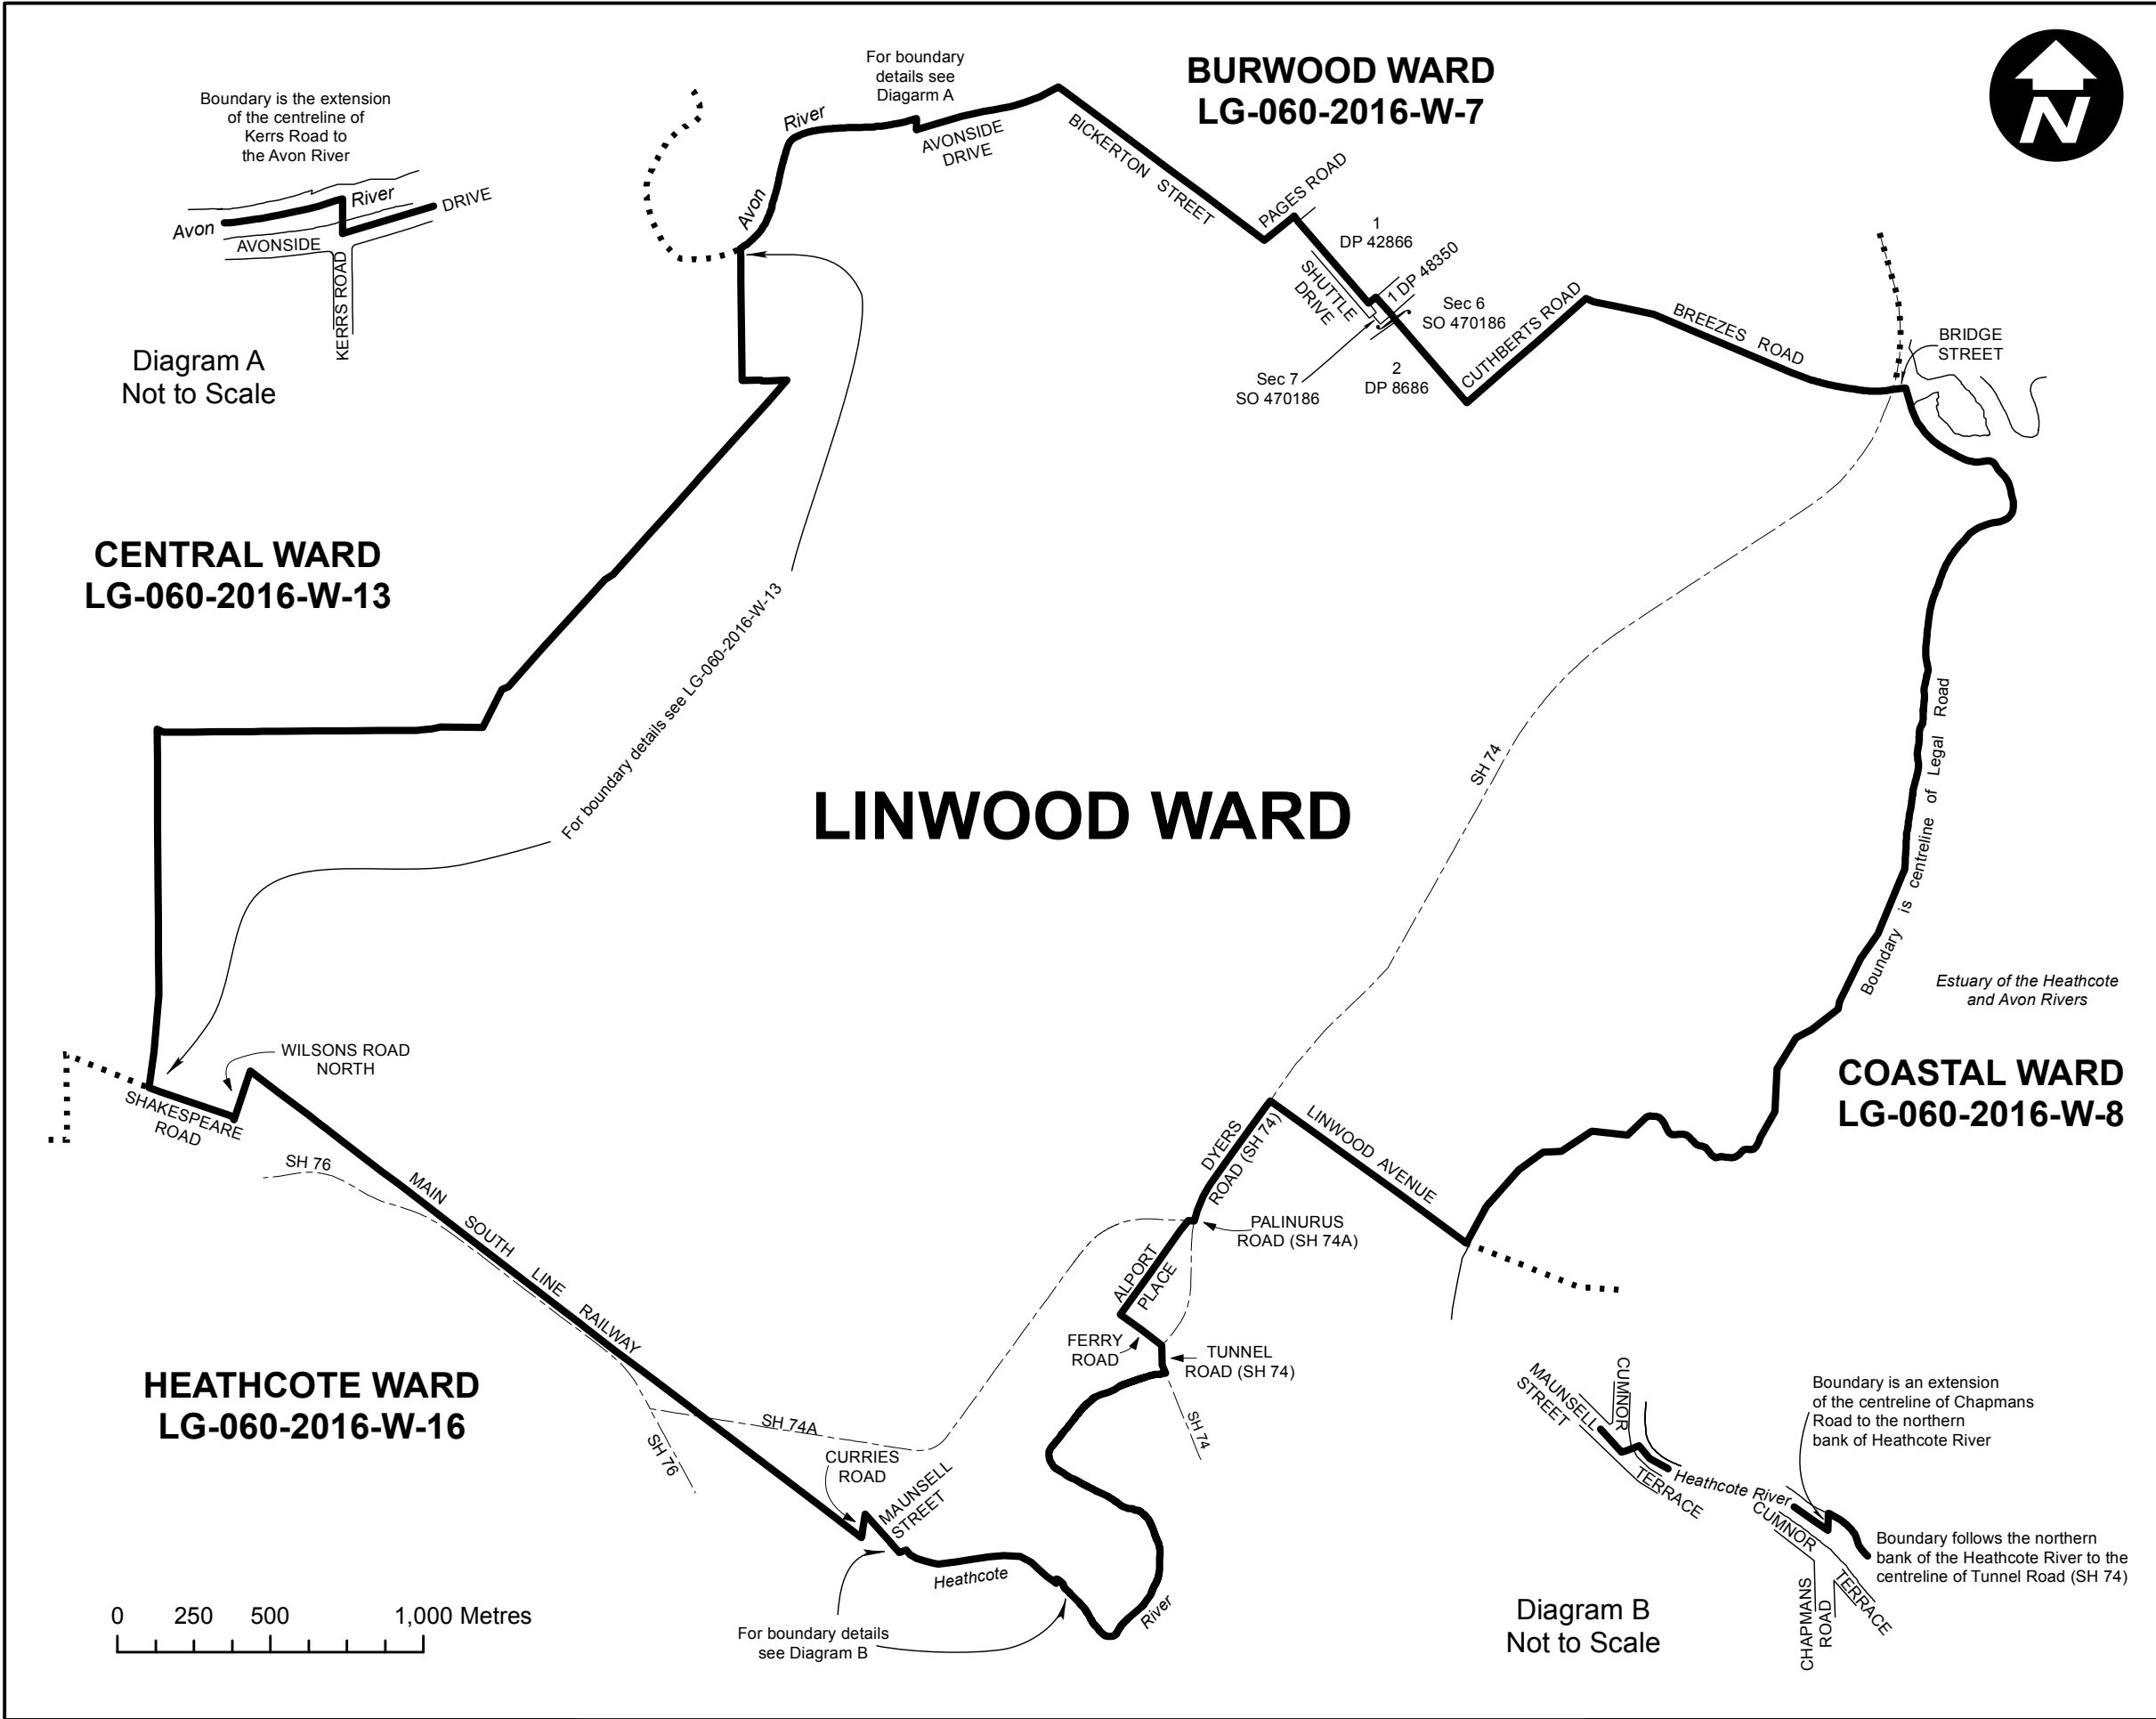 BURWOOD WARD
LG-060-2016-W-7
N
For boundary
details see
Diagarm A
Boundary is the extension
of the centreline of
Kerrs Road to
the Avon River
Avon
River
DRIVE
AVONSIDE
KERRS ROAD
Diagram A
Not to Scale
River
Avon
AVONSIDE
DRIVE
BICKERTON STREET
PAGES ROAD
1
DP 42866
SHUTTLE
DRIVE
1 DP 48350
Sec 6
SO 470186
Sec 7
SO 470186
2
DP 8686
CUTHBERTS ROAD
BREEZES ROAD
BRIDGE
STREET
CENTRAL WARD
LG-060-2016-W-13
For boundary details see LG-060-2016-W-13
SH 74
LINWOOD WARD
Boundary is centreline of Legal Road
Estuary of the Heathcote
and Avon Rivers
COASTAL WARD
LG-060-2016-W-8
WILSONS ROAD
NORTH
SHAKESPEARE
ROAD
SH 76
MAIN SOUTH LINE RAILWAY
DYERS
ROAD (SH 74)
LINWOOD AVENUE
PALINURUS
ROAD (SH 74A)
ALPORT
PLACE
FERRY
ROAD
TUNNEL
ROAD (SH 74)
SH 74
HEATHCOTE WARD
LG-060-2016-W-16
SH 74A
SH 76
CURRIES
ROAD
MAUNSELL
STREET
Heathcote
River
For boundary details
see Diagram B
0 250 500 1,000 Metres
MAUNSELL
STREET
CUMNOR
TERRACE
Heathcote River
CUMNOR
TERRACE
CHAPMANS
ROAD
Boundary is an extension
of the centreline of Chapmans
Road to the northern
bank of Heathcote River
Boundary follows the northern
bank of the Heathcote River to the
centreline of Tunnel Road (SH 74)
Diagram B
Not to Scale